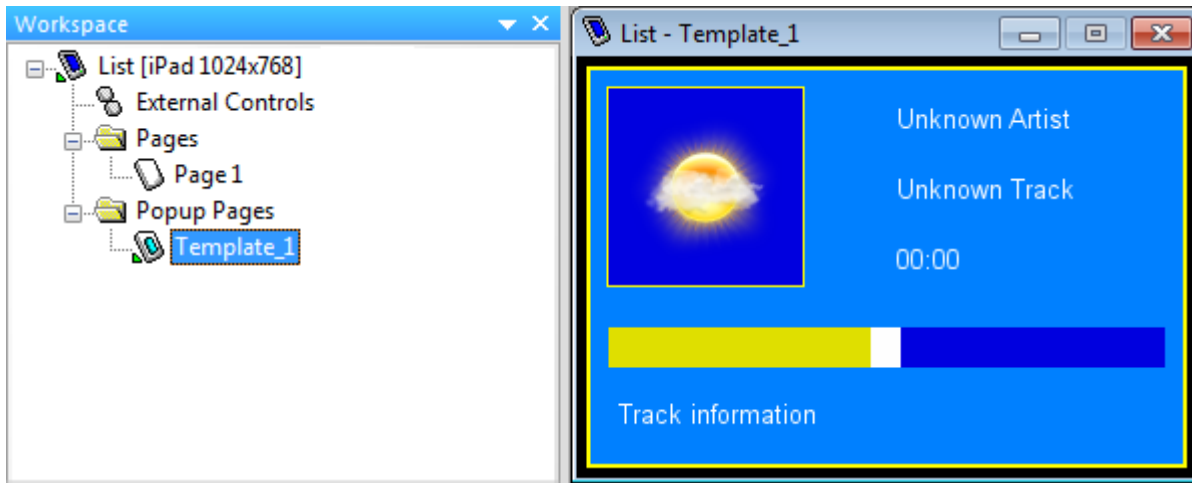 Workspace
List [iPad 1024x768]
External Controls
Pages
Page 1
Popup Pages
Template_1
List - Template_1
Unknown Artist
Unknown Track
00:00
Track information